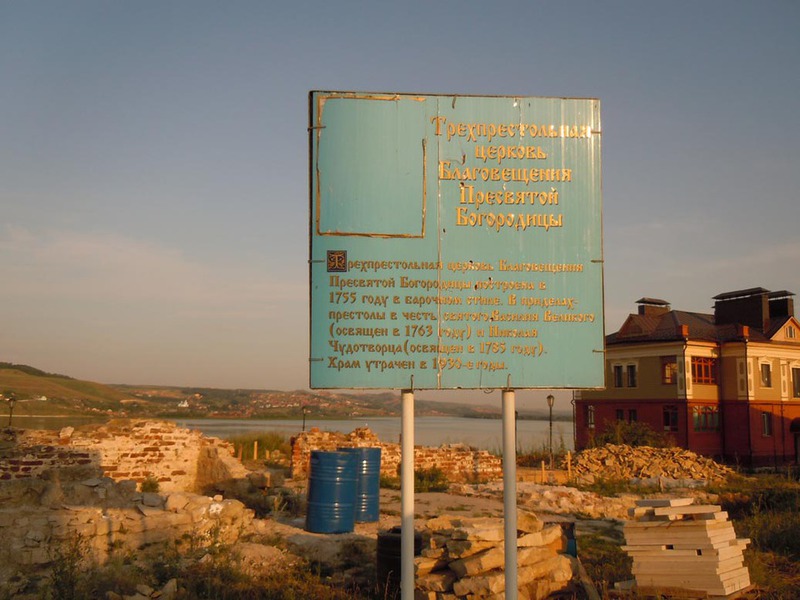 Трехпрестольная
церковь
Благовещения
Пресвятой
Богородицы
Трехпрестольная церковь Благовещения
Пресвятой Богородицы построена в
1755 году в барочном стиле. В приделах-
престолы в честь святого Василия Великого
(освящен в 1763 году) и Николая
Чудотворца(освящен в 1785 году).
Храм утрачен в 1930-е годы.